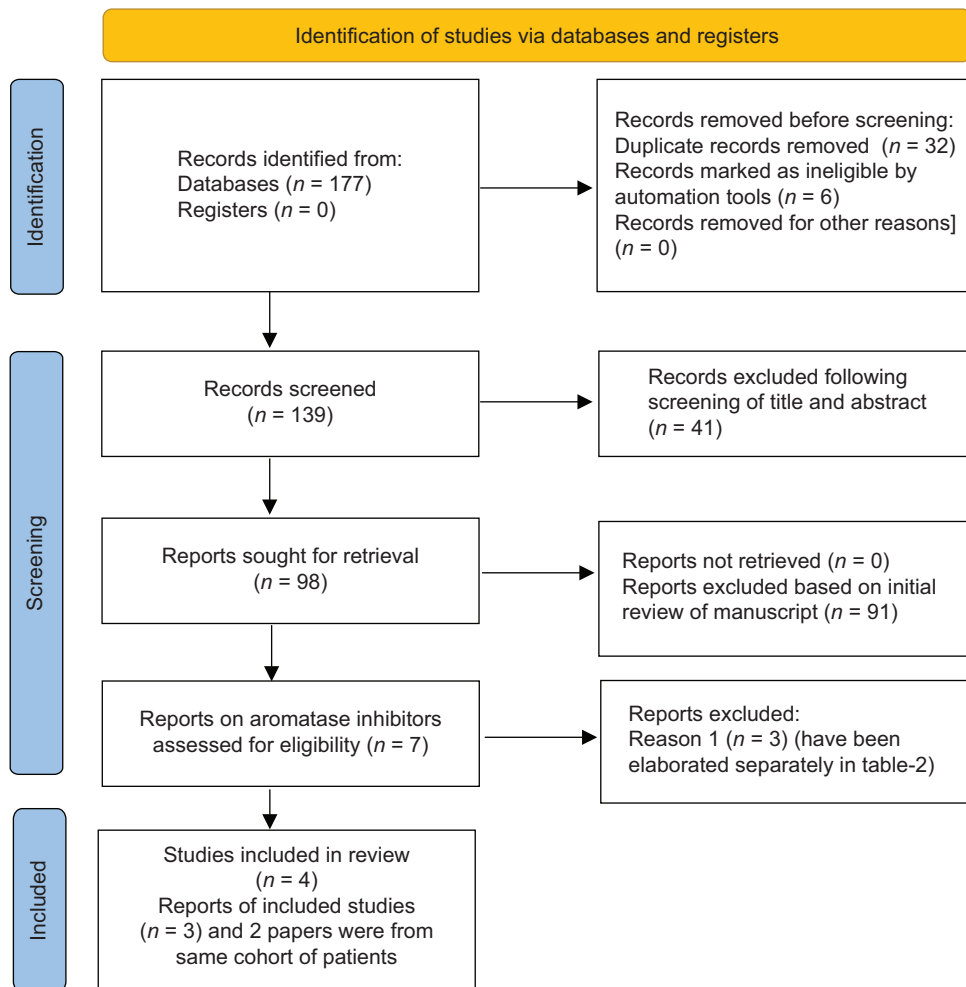 Identification of studies via databases and registers
Identification
Records identified from:
Databases (n = 177)
Registers (n = 0)
Records removed before screening:
Duplicate records removed (n = 32)
Records marked as ineligible by
automation tools (n = 6)
Records removed for other reasons]
(n = 0)
Screening
Records screened
(n = 139)
Records excluded following
screening of title and abstract
(n = 41)
Reports sought for retrieval
(n = 98)
Reports not retrieved (n = 0)
Reports excluded based on initial
review of manuscript (n = 91)
Reports on aromatase inhibitors
assessed for eligibility (n = 7)
Reports excluded:
Reason 1 (n = 3) (have been
elaborated separately in table-2)
Included
Studies included in review
(n = 4)
Reports of included studies
(n = 3) and 2 papers were from
same cohort of patients